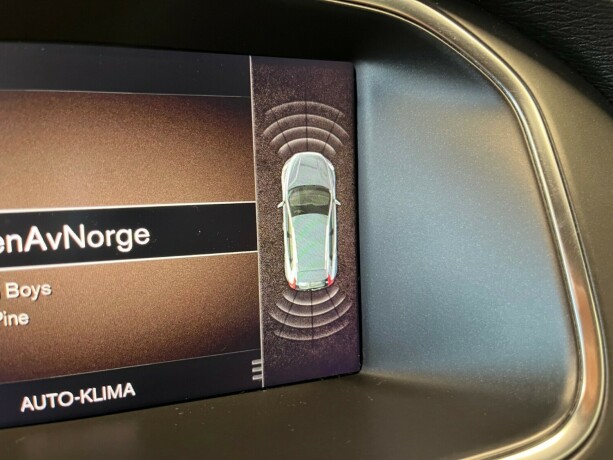 enAvNorge
Boys
Pine
AUTO-KLIMA